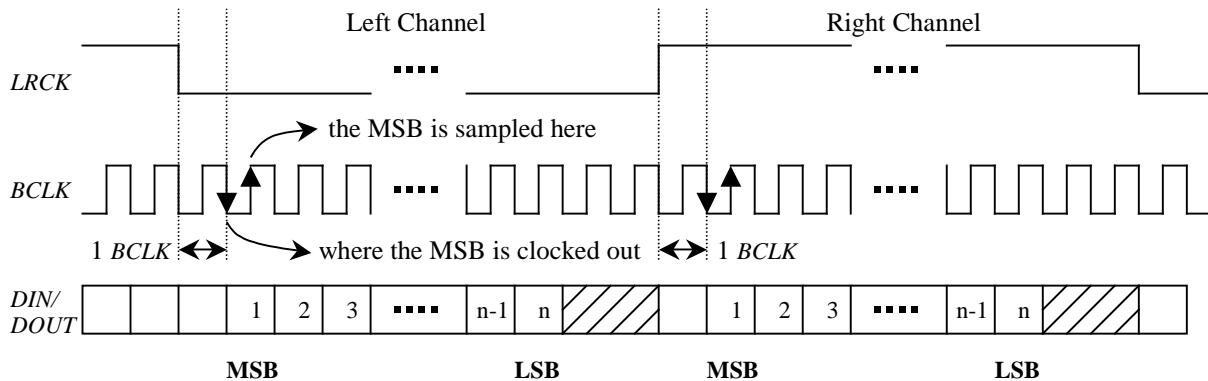 Left Channel Right Channel
LRCK
the MSB is sampled here
BCLK
1 BCLK where the MSB is clocked out 1 BCLK
DIN/
DOUT
1 2 3 n-1 n 1 2 3 n-1 n
MSB LSB MSB LSB